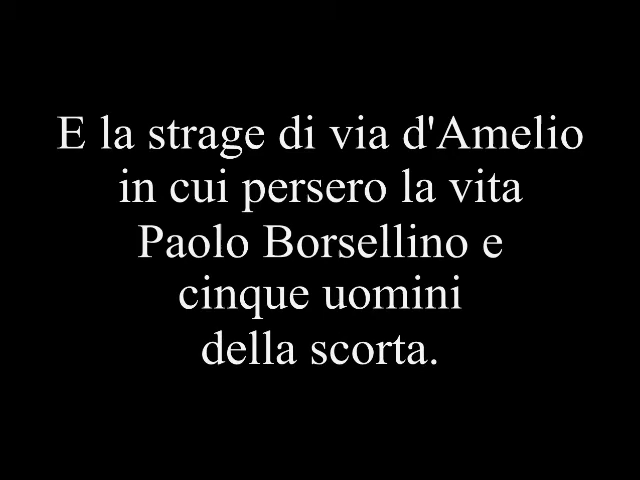 E la strage di via d'Amelio
in cui persero la vita
Paolo Borsellino e
cinque uomini
della scorta.